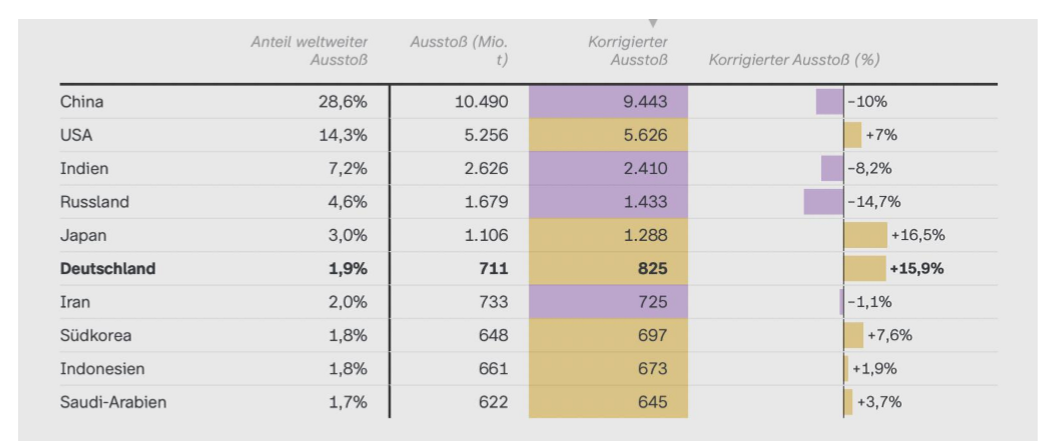 Anteil weltweiter Ausstoß Ausstoß (Mio. t) Korrigierter Ausstoß Korrigierter Ausstoß (%)
China 28,6% 10.490 9.443 −10%
USA 14,3% 5.256 5.626 +7%
Indien 7,2% 2.626 2.410 −8,2%
Russland 4,6% 1.679 1.433 −14,7%
Japan 3,0% 1.106 1.288 +16,5%
Deutschland 1,9% 711 825 +15,9%
Iran 2,0% 733 725 −1,1%
Südkorea 1,8% 648 697 +7,6%
Indonesien 1,8% 661 673 +1,9%
Saudi-Arabien 1,7% 622 645 +3,7%